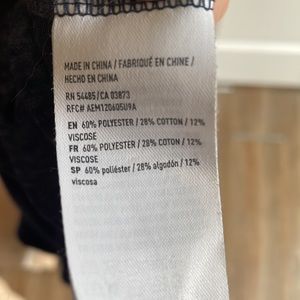 MADE IN CHINA / FABRIQUÉ EN CHINE /
HECHO EN CHINA
RN 54485/CA 03873
RFC# AEM120605U9A
EN 60% POLYESTER / 28% COTTON / 12%
VISCOSE
FR 60% POLYESTER / 28% COTON / 12%
VISCOSE
SP 60% poliéster / 28% algodón / 12%
viscosa